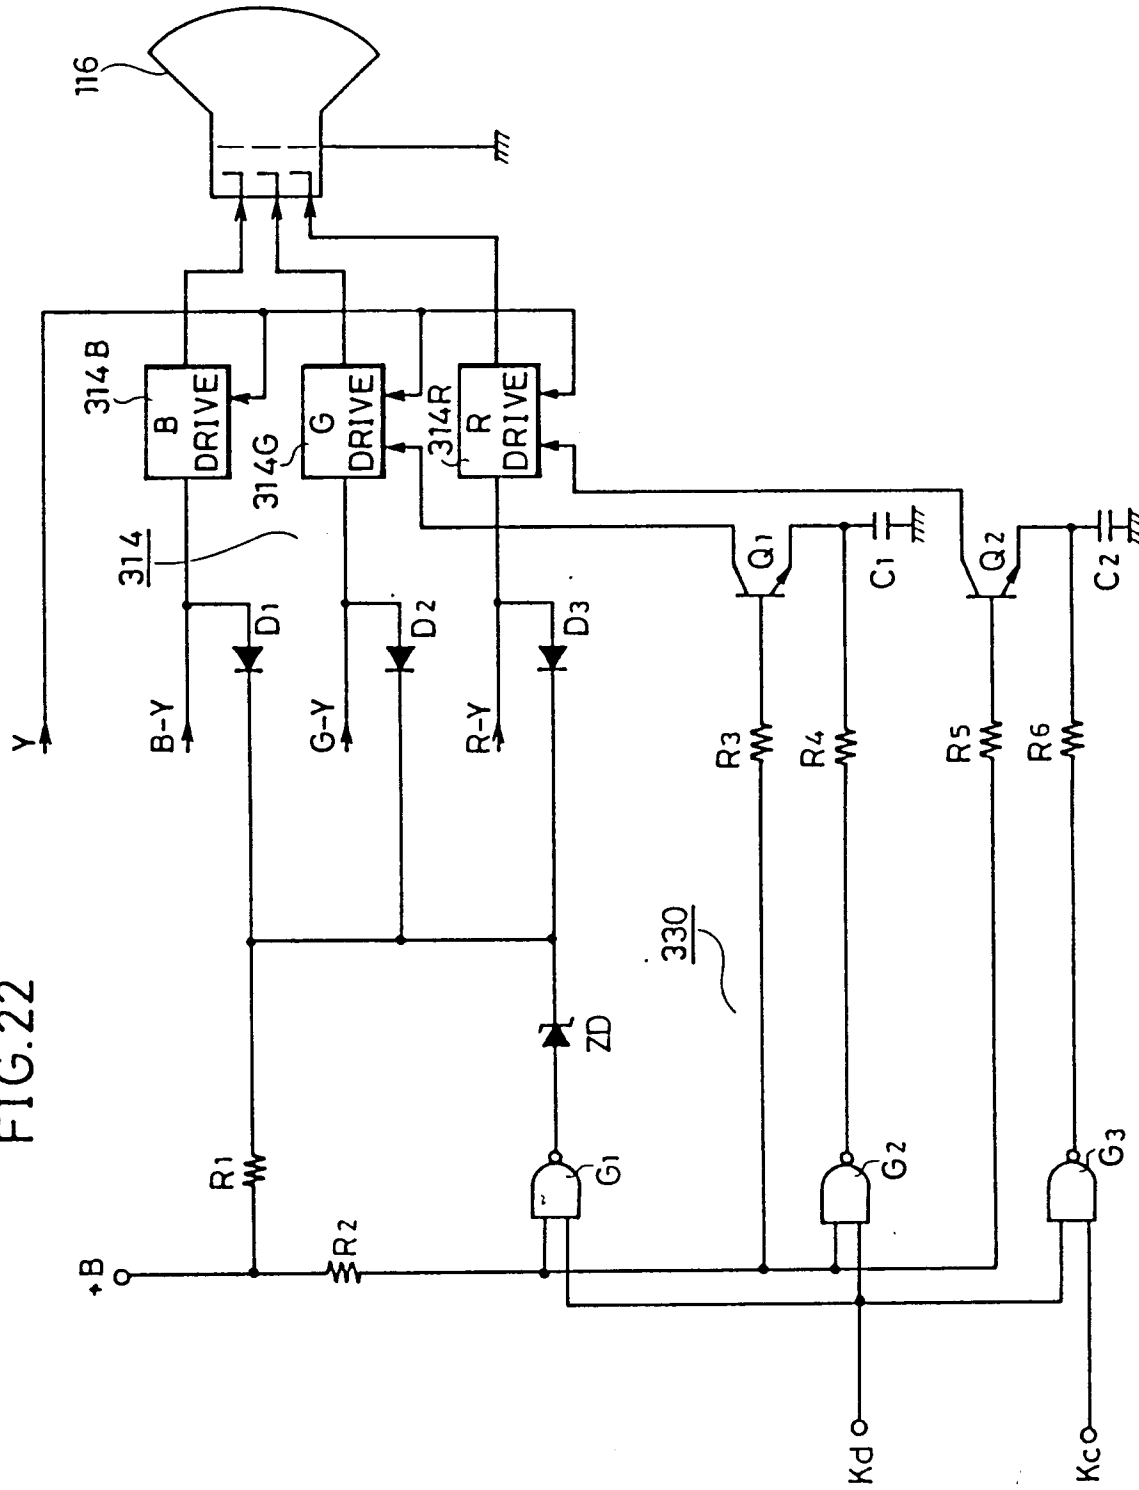 FIG.22
116
Y
314B
B
DRIVE
314G
G
DRIVE
314R
R
DRIVE
314
B-Y
D1
G-Y
D2
R-Y
D3
Q1
C1
Q2
C2
R3
R4
R5
R6
330
ZD
R1
R2
+B
G1
G2
G3
Kd
Kc